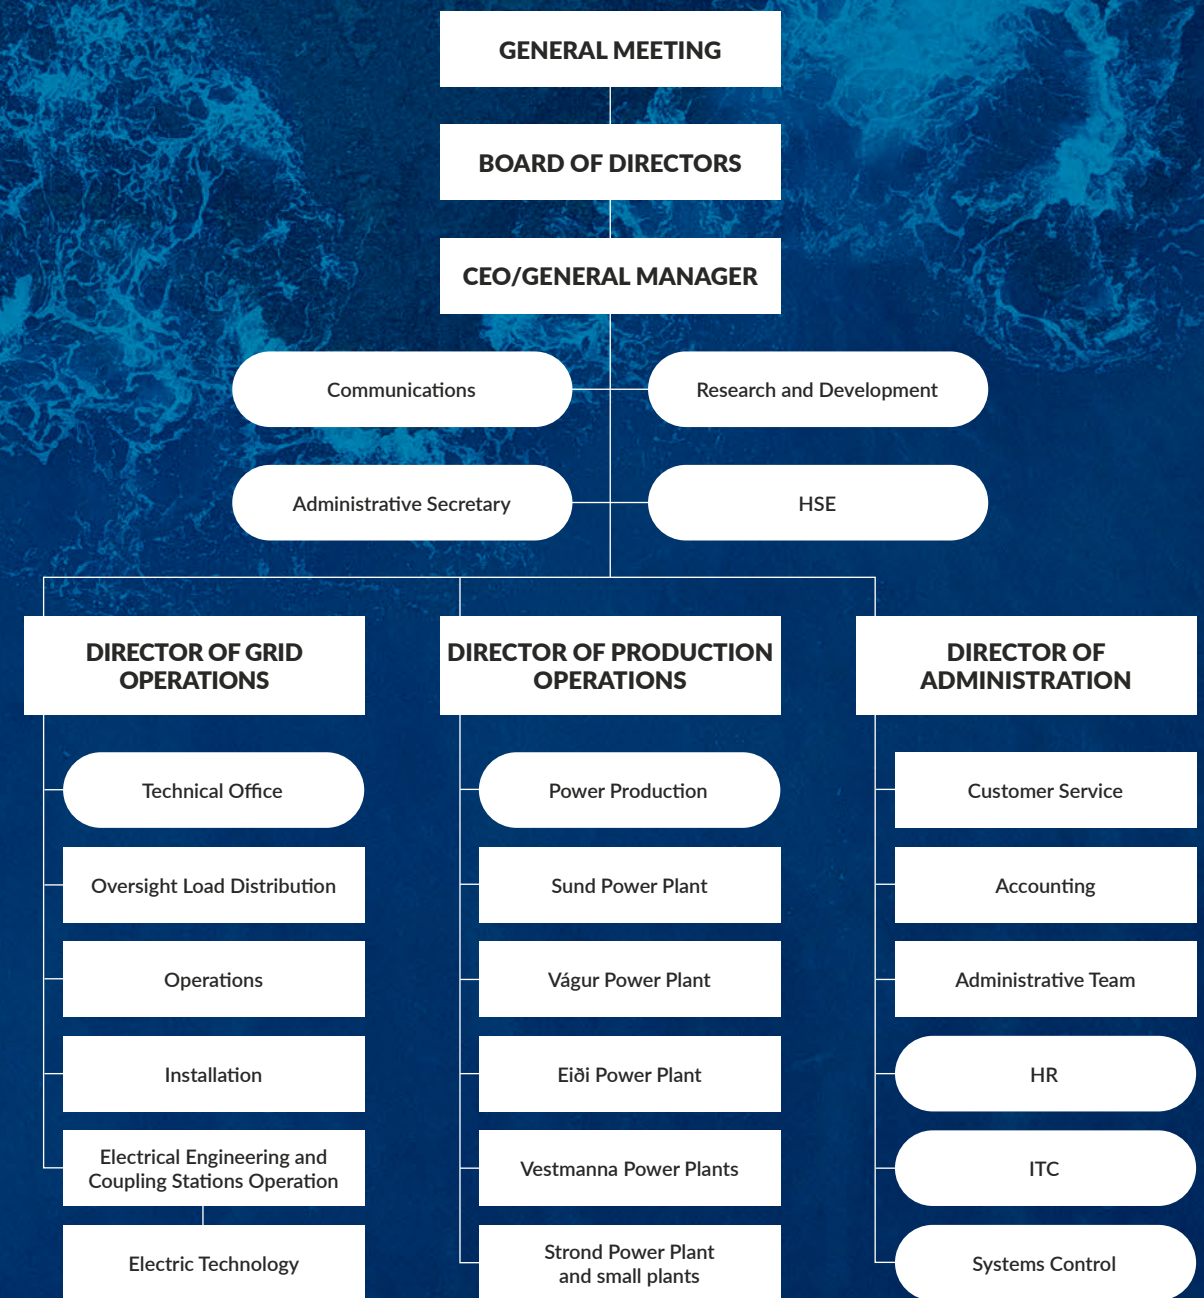 GENERAL MEETING
BOARD OF DIRECTORS
CEO/GENERAL MANAGER
Communications
Research and Development
Administrative Secretary
HSE
DIRECTOR OF GRID
OPERATIONS
Technical Office
Oversight Load Distribution
Operations
Installation
Electrical Engineering and
Coupling Stations Operation
Electric Technology
DIRECTOR OF PRODUCTION
OPERATIONS
Power Production
Sund Power Plant
Vágur Power Plant
Eiði Power Plant
Vestmanna Power Plants
Strond Power Plant
and small plants
DIRECTOR OF
ADMINISTRATION
Customer Service
Accounting
Administrative Team
HR
ITC
Systems Control